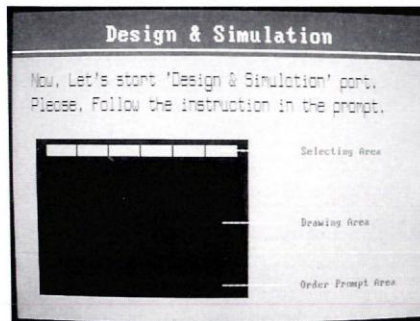 Design & Simulation
Now, Let's start 'Design & Simulation' part.
Please, Follow the instruction in the prompt.
Selecting Area
Drawing Area
Order Prompt Area